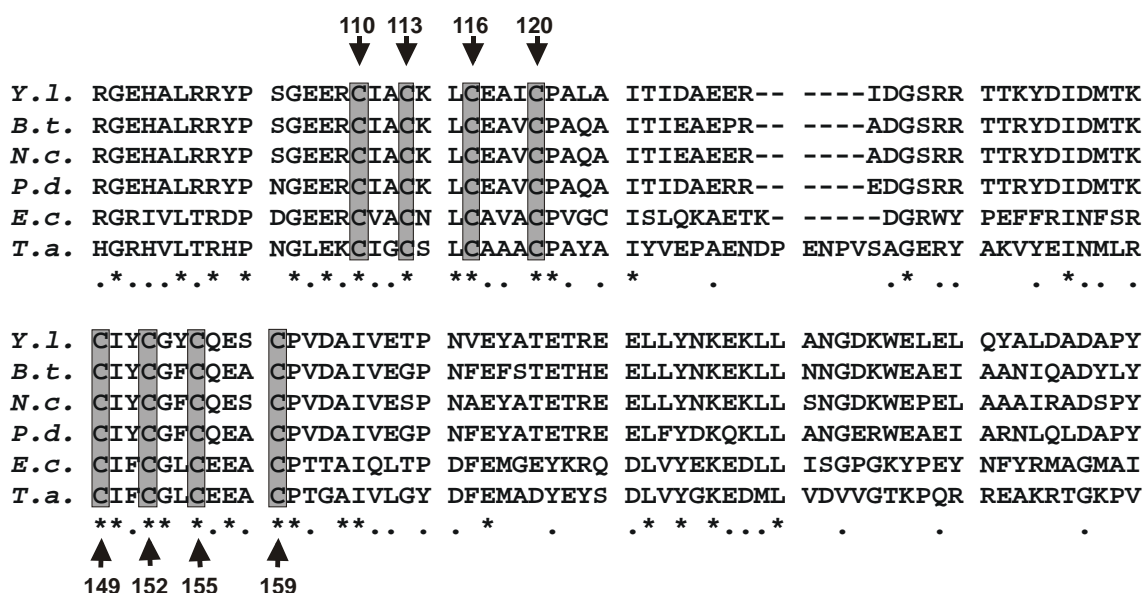 110 113 116 120
Y.l. RGEHALRRYP SGEERCIACK LCEAICPALA ITIDAEER-- ----IDGSRR TTKYDIDMTK
B.t. RGEHALRRYP SGEERCIACK LCEAVCPAQA ITIEAEPR-- ----ADGSRR TTRYDIDMTK
N.c. RGEHALRRYP SGEERCIACK LCEAVCPAQA ITIEAEER-- ----ADGSRR TTRYDIDMTK
P.d. RGEHALRRYP NGEERCIACK LCEAVCPAQA ITIDAERR-- ----EDGSRR TTRYDIDMTK
E.c. RGRIVLTRDP DGEERCVACN LCAVACPVGC ISLQKAETK- -----DGRWY PEFFRINFSR
T.a. HGRHVLTRHP NGLEKCIGCS LCAAACPAYA IYVEPAENDP ENPVSAGERY AKVYEINMLR
.*...*.*.* .*.*.*..* **..**. . * . *. . . .*..
Y.l. CIYCGYCQES CPVDAIVETP NVEYATETRE ELLYNKEKLL ANGDKWELEL QYALDADAPY
B.t. CIYCGFCQEA CPVDAIVEGP NFEFSTETHE ELLYNKEKLL NNGDKWEAEI AANIQADYLY
N.c. CIYCGFCQES CPVDAIVESP NAEYATETRE ELLYNKEKLL SNGDKWEPEL AAAIRADSPY
P.d. CIYCGFCQEA CPVDAIVEGP NFEYATETRE ELFYDKQKLL ANGERWEAEI ARNLQLDAPY
E.c. CIFCGLCEEA CPTTAIQLTP DFEMGEYKRQ DLVYEKEDLL ISGPGKYPEY NFYRMAGMAI
T.a. CIFCGLCEEA CPTGAIVLGY DFEMADYEYS DLVYGKEDML VDVVGTKPQR REAKRTGKPV
**.** *.*. **. **.. . . * . .* * *...* . . .
149 152 155 159